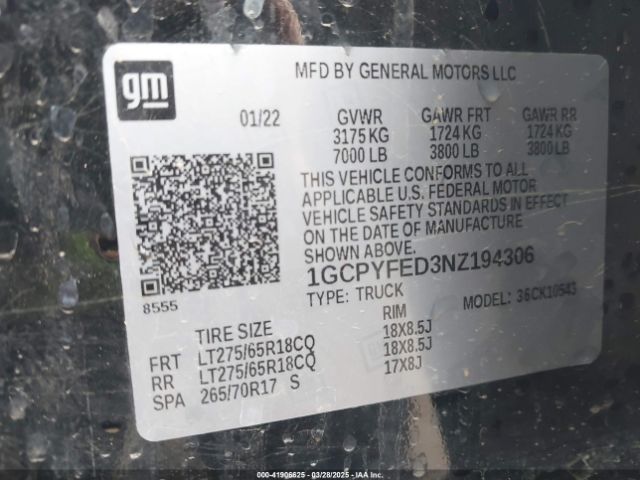 gm
MFD BY GENERAL MOTORS LLC
01/22
GVWR GAWR FRT GAWR RR
3175 KG 1724 KG 1724 KG
7000 LB 3800 LB 3800 LB
THIS VEHICLE CONFORMS TO ALL
APPLICABLE U.S. FEDERAL MOTOR
VEHICLE SAFETY STANDARDS IN EFFECT
ON THE DATE OF MANUFACTURE
SHOWN ABOVE.
1GCPYFED3NZ194306
8555
TYPE: TRUCK MODEL: 36CK10543
TIRE SIZE RIM
FRT LT275/65R18CQ 18X8.5J
RR LT275/65R18CQ 18X8.5J
SPA 265/70R17 S 17X8J
000-41906625 - 03/28/2025 - IAAI.COM